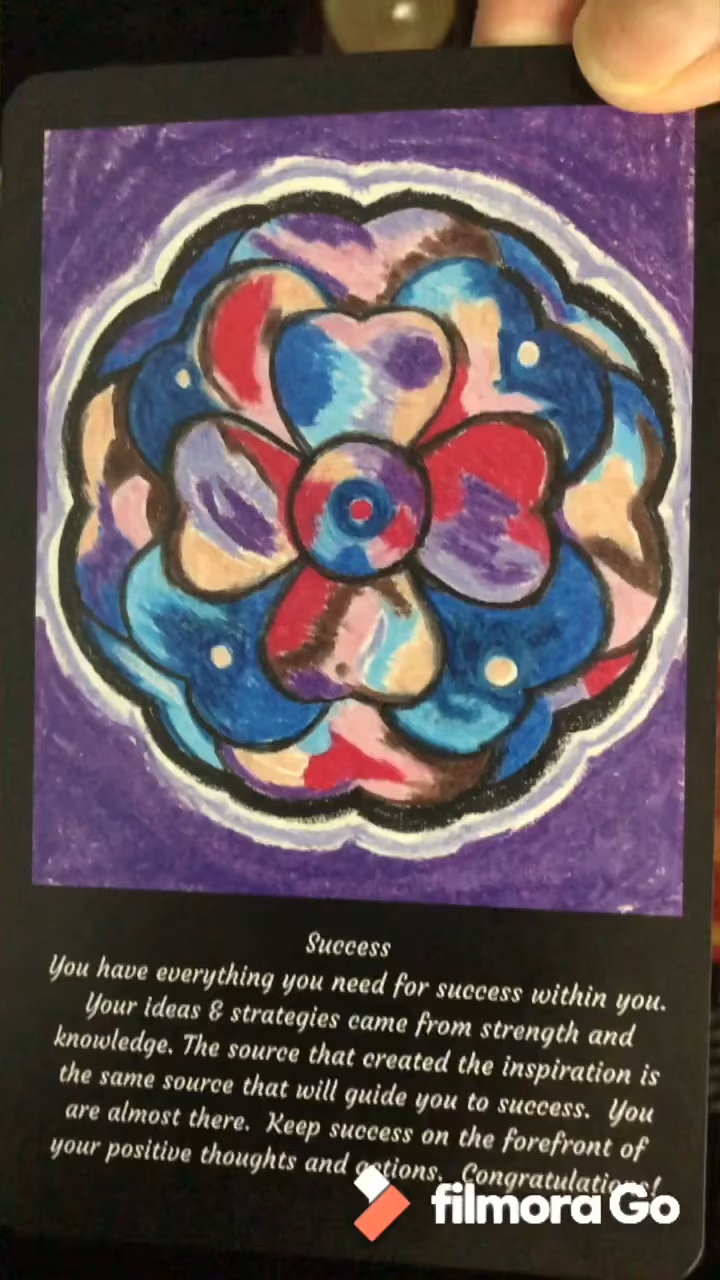 Success
You have everything you need for success within you.
Your ideas & strategies came from strength and
knowledge. The source that created the inspiration is
the same source that will guide you to success. You
are almost there. Keep success on the forefront of
your positive thoughts and actions. Congratulations!
filmora Go